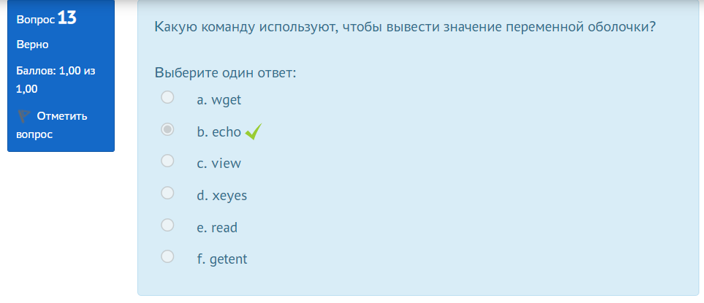 Вопрос 13
Верно
Баллов: 1,00 из
1,00
Отметить
вопрос
Какую команду используют, чтобы вывести значение переменной оболочки?
Выберите один ответ:
a. wget
b. echo
c. view
d. xeyes
e. read
f. getent